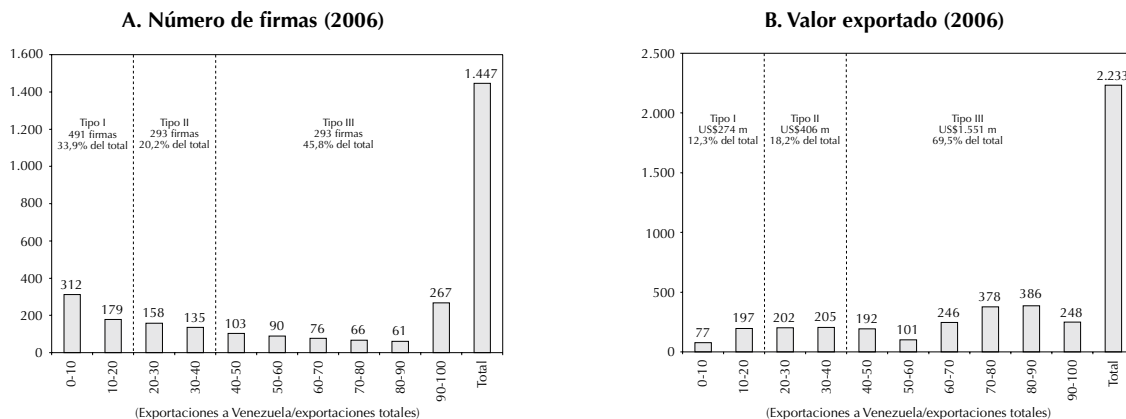 A. Número de firmas (2006)
1.600
1.400
1.200
1.000
800
600
400
200
0
Tipo I
491 firmas
33,9% del total
Tipo II
293 firmas
20,2% del total
Tipo III
293 firmas
45,8% del total
312
179
158
135
103
90
76
66
61
267
1.447
0-10
10-20
20-30
30-40
40-50
50-60
60-70
70-80
80-90
90-100
Total
(Exportaciones a Venezuela/exportaciones totales)
B. Valor exportado (2006)
2.500
2.000
1.500
1000
500
0
Tipo I
US$274 m
12,3% del total
Tipo II
US$406 m
18,2% del total
Tipo III
US$1.551 m
69,5% del total
77
197
202
205
192
101
246
378
386
248
2.233
0-10
10-20
20-30
30-40
40-50
50-60
60-70
70-80
80-90
90-100
Total
(Exportaciones a Venezuela/exportaciones totales)